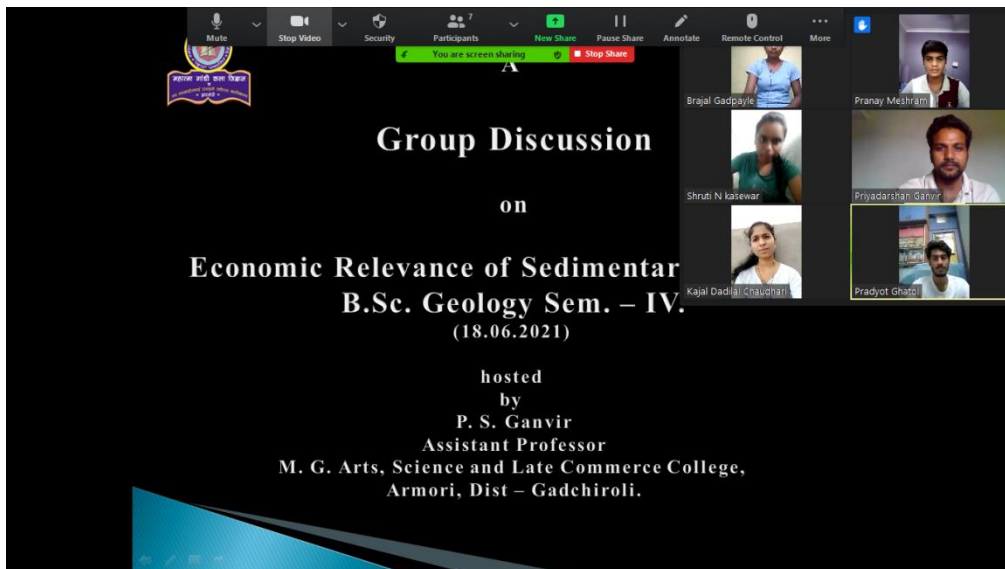 Mute
Stop Video
Security
Participants
7
New Share
Pause Share
Annotate
Remote Control
More
You are screen sharing
Stop Share
महात्मा गांधी कला विज्ञान
A
Group Discussion
on
Economic Relevance of Sedimentar
B.Sc. Geology Sem. – IV.
(18.06.2021)
hosted
by
P. S. Ganvir
Assistant Professor
M. G. Arts, Science and Late Commerce College,
Armori, Dist – Gadchiroli.
Brajal Gadpayle
Pranay Meshram
Shruti N kasewar
Priyadarshan Ganvir
Kajal Dadilal Chaudhari
Pradyot Ghatol